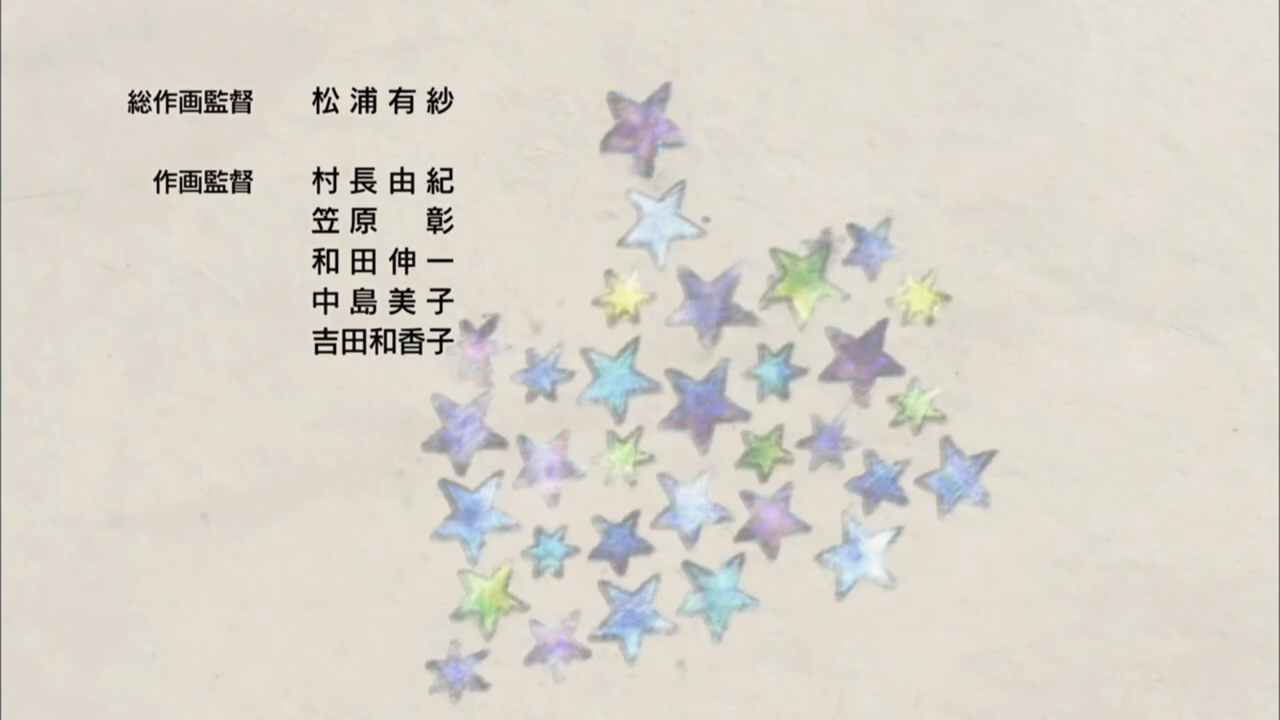 総作画監督 松浦有紗
作画監督 村長由紀
笠原 彰
和田伸一
中島美子
吉田和香子